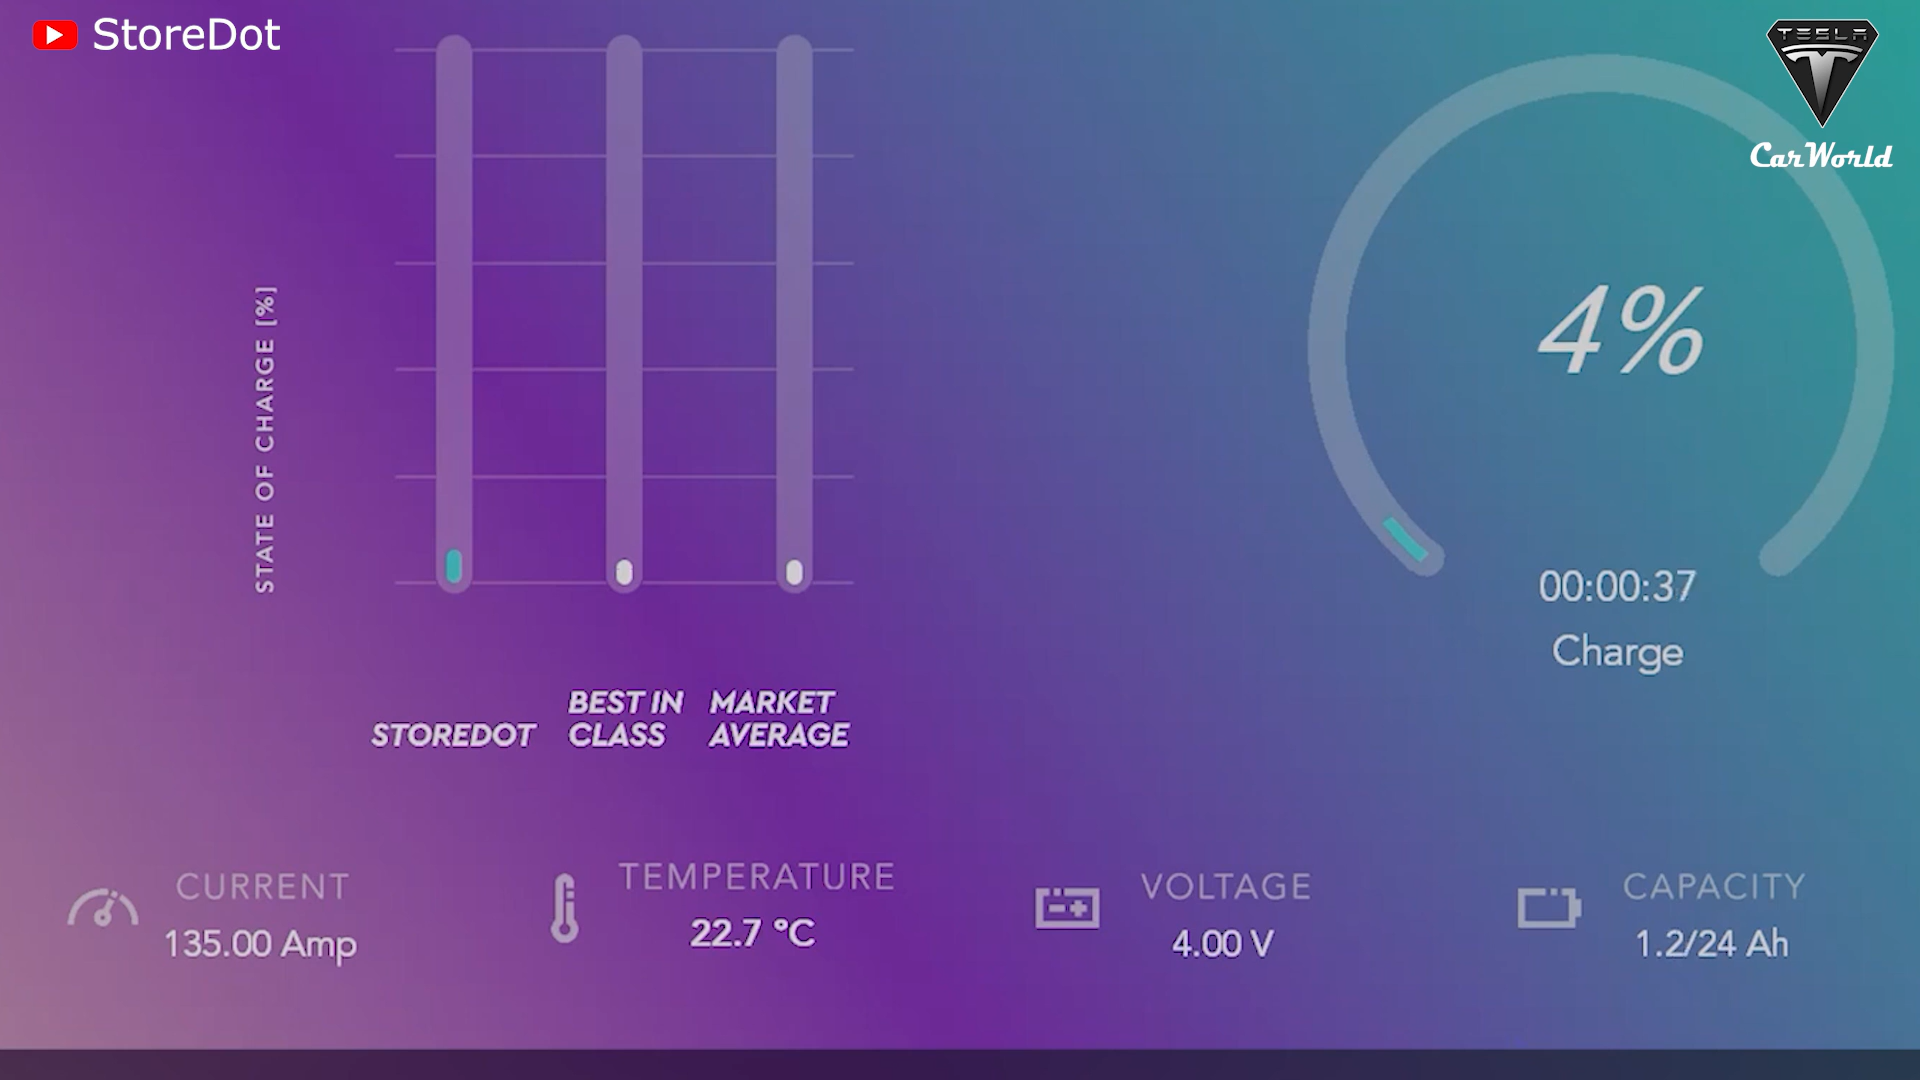 StoreDot
TESLA
CarWorld
STATE OF CHARGE [%]
4%
00:00:37
Charge
STOREDOT
BEST IN
CLASS
MARKET
AVERAGE
CURRENT
135.00 Amp
TEMPERATURE
22.7 °C
VOLTAGE
4.00 V
CAPACITY
1.2/24 Ah